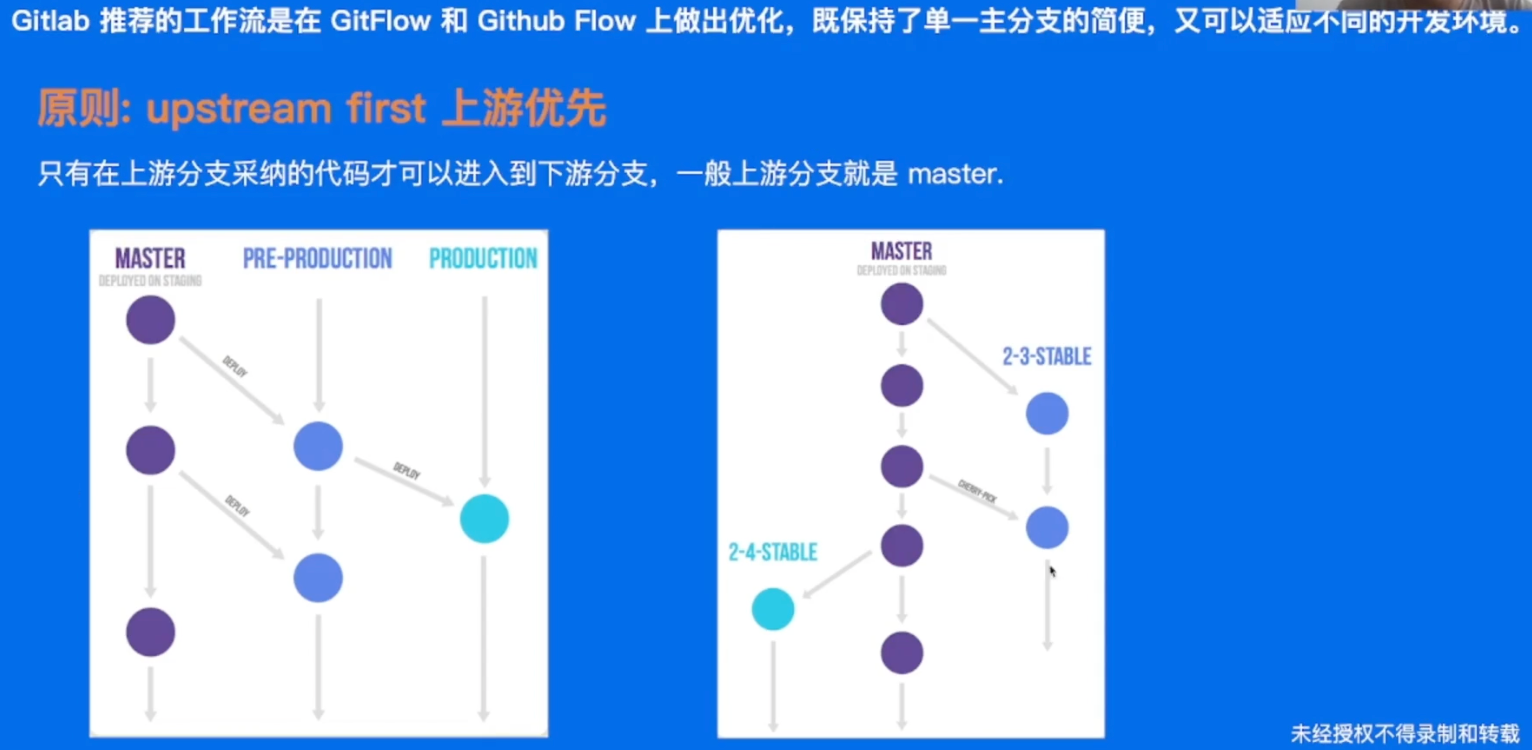 Gitlab 推荐的工作流是在 GitFlow 和 Github Flow 上做出优化，既保持了单一主分支的简便，又可以适应不同的开发环境。
原则: upstream first 上游优先
只有在上游分支采纳的代码才可以进入到下游分支，一般上游分支就是 master.
MASTER PRE-PRODUCTION PRODUCTION
DEPLOYED ON STAGING
DEPLOY
DEPLOY
DEPLOY
MASTER
DEPLOYED ON STAGING
2-3-STABLE
CHERRY-PICK
2-4-STABLE
未经授权不得录制和转载